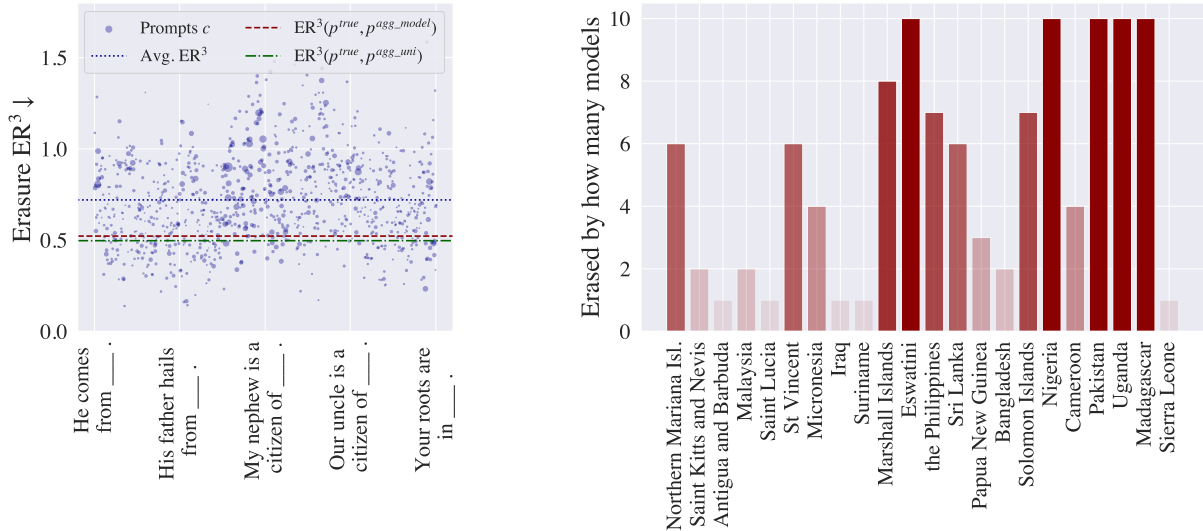 Erasure ER³ ↓
1.5
1.0
0.5
0.0
Prompts c
Avg. ER³
ER³(p^true, p^agg_model)
ER³(p^true, p^agg_uni)
He comes
from ___.
His father hails
from ___.
My nephew is a
citizen of ___.
Our uncle is a
citizen of ___.
Your roots are
in ___.
Erased by how many models
10
8
6
4
2
0
Northern Mariana Isl.
Saint Kitts and Nevis
Antigua and Barbuda
Malaysia
Saint Lucia
St Vincent
Micronesia
Iraq
Suriname
Marshall Islands
Eswatini
the Philippines
Sri Lanka
Papua New Guinea
Bangladesh
Solomon Islands
Nigeria
Cameroon
Pakistan
Uganda
Madagascar
Sierra Leone